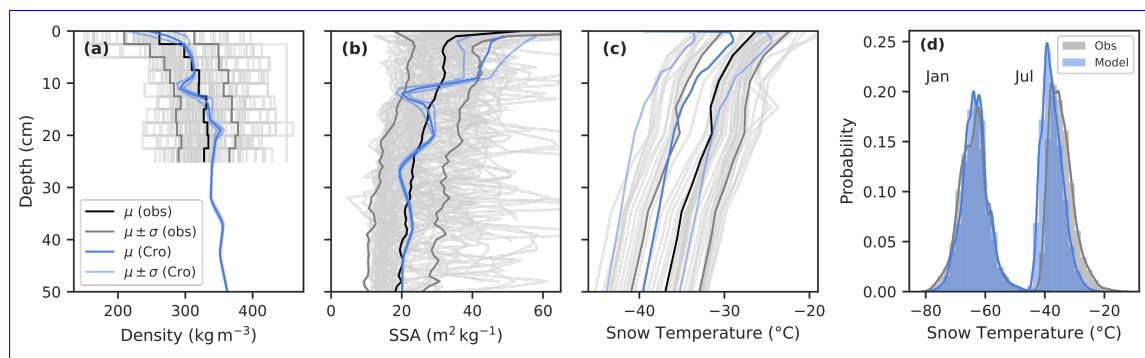 (a)
0
10
20
30
40
50
Depth (cm)
200
300
400
Density (kg m⁻³)
μ (obs)
μ ± σ (obs)
μ (Cro)
μ ± σ (Cro)
(b)
0
20
40
60
SSA (m² kg⁻¹)
(c)
−40
−30
−20
Snow Temperature (°C)
(d)
Obs
Model
Jan
Jul
0.25
0.20
0.15
0.10
0.05
0.00
Probability
−80
−60
−40
−20
Snow Temperature (°C)